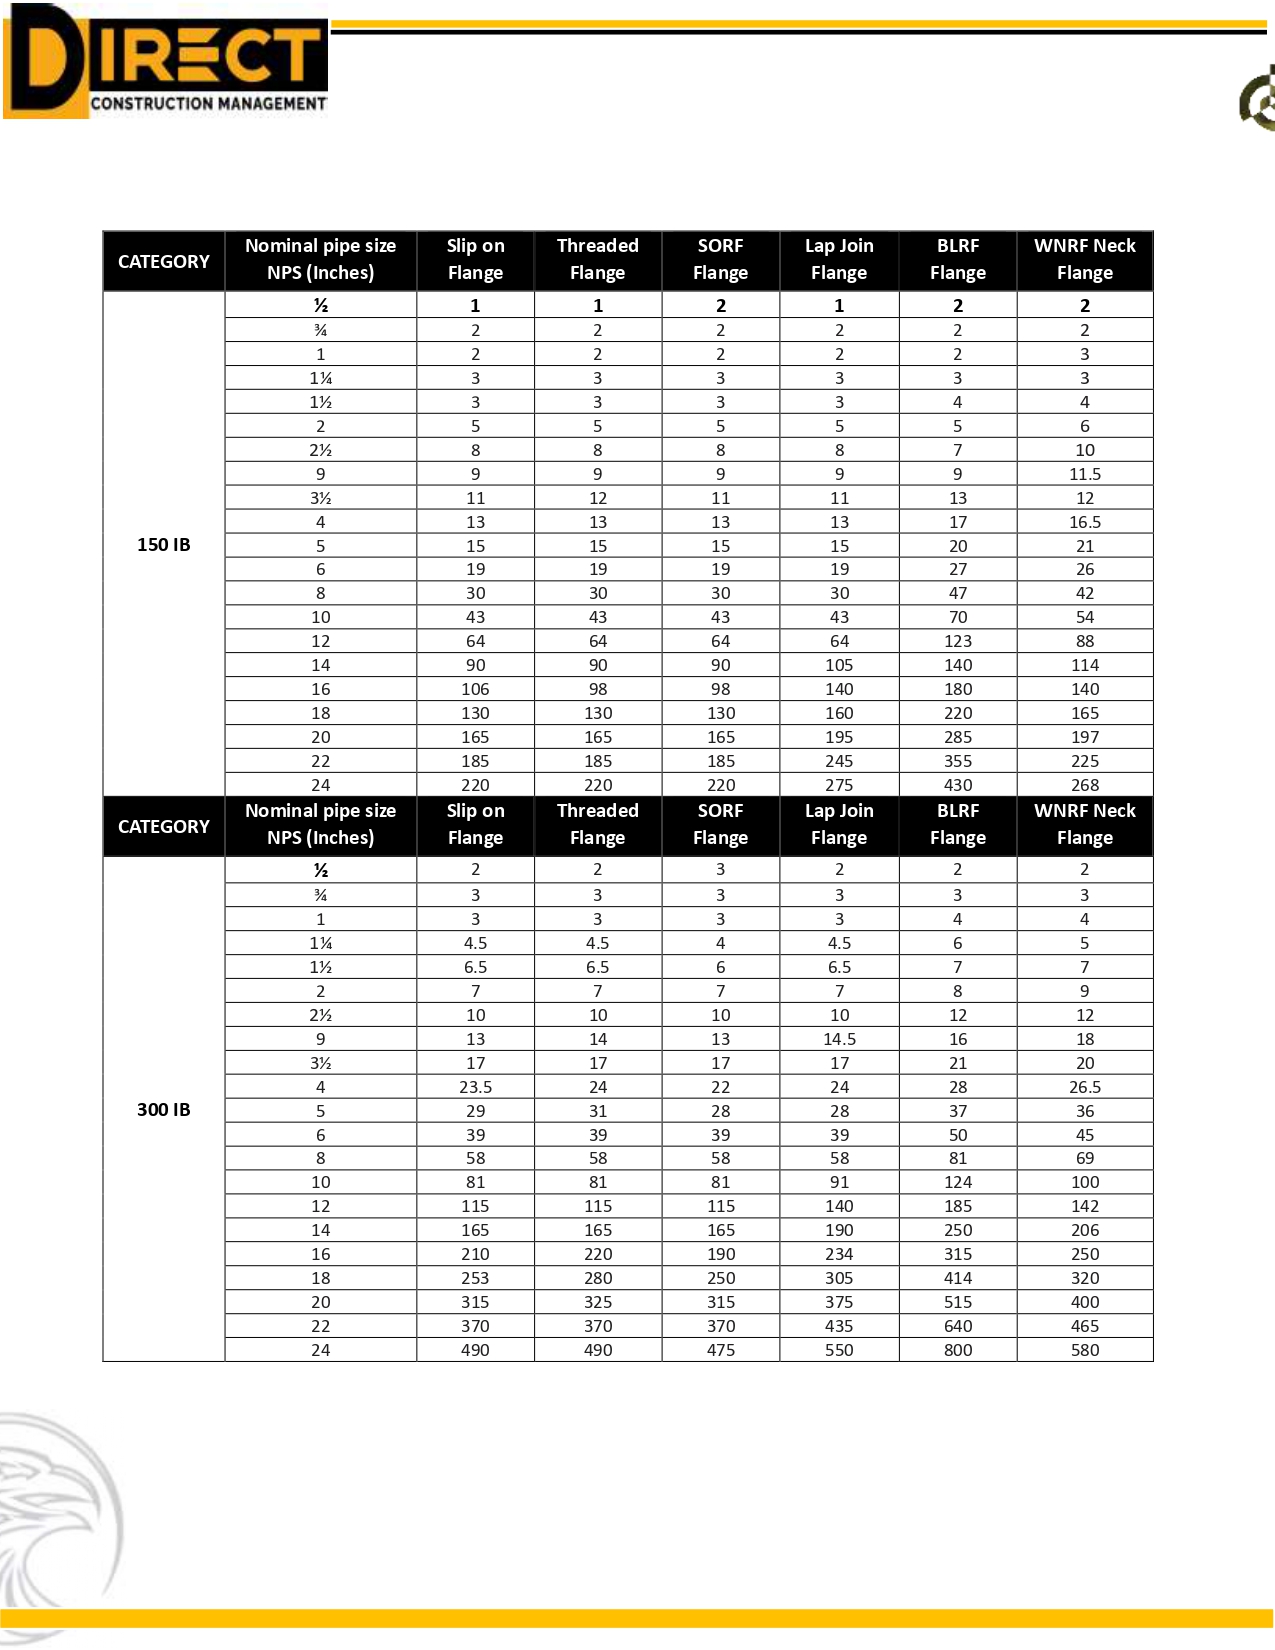 DIRECT
CONSTRUCTION MANAGEMENT
CATEGORY Nominal pipe size NPS (Inches) Slip on Flange Threaded Flange SORF Flange Lap Join Flange BLRF Flange WNRF Neck Flange
150 IB
½ 1 1 2 1 2 2
¾ 2 2 2 2 2 2
1 2 2 2 2 2 3
1¼ 3 3 3 3 3 3
1½ 3 3 3 3 4 4
2 5 5 5 5 5 6
2½ 8 8 8 8 7 10
9 9 9 9 9 9 11.5
3½ 11 12 11 11 13 12
4 13 13 13 13 17 16.5
5 15 15 15 15 20 21
6 19 19 19 19 27 26
8 30 30 30 30 47 42
10 43 43 43 43 70 54
12 64 64 64 64 123 88
14 90 90 90 105 140 114
16 106 98 98 140 180 140
18 130 130 130 160 220 165
20 165 165 165 195 285 197
22 185 185 185 245 355 225
24 220 220 220 275 430 268
CATEGORY Nominal pipe size NPS (Inches) Slip on Flange Threaded Flange SORF Flange Lap Join Flange BLRF Flange WNRF Neck Flange
300 IB
½ 2 2 3 2 2 2
¾ 3 3 3 3 3 3
1 3 3 3 3 4 4
1¼ 4.5 4.5 4 4.5 6 5
1½ 6.5 6.5 6 6.5 7 7
2 7 7 7 7 8 9
2½ 10 10 10 10 12 12
9 13 14 13 14.5 16 18
3½ 17 17 17 17 21 20
4 23.5 24 22 24 28 26.5
5 29 31 28 28 37 36
6 39 39 39 39 50 45
8 58 58 58 58 81 69
10 81 81 81 91 124 100
12 115 115 115 140 185 142
14 165 165 165 190 250 206
16 210 220 190 234 315 250
18 253 280 250 305 414 320
20 315 325 315 375 515 400
22 370 370 370 435 640 465
24 490 490 475 550 800 580